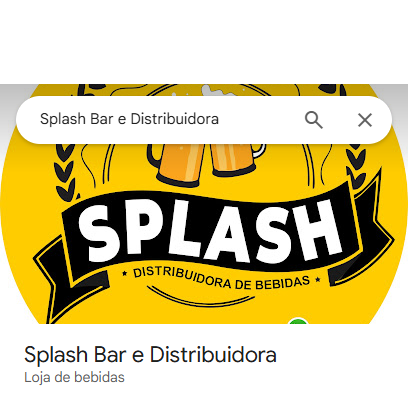 Splash Bar e Distribuidora
SPLASH
★ DISTRIBUIDORA DE BEBIDAS ★
Splash Bar e Distribuidora
Loja de bebidas